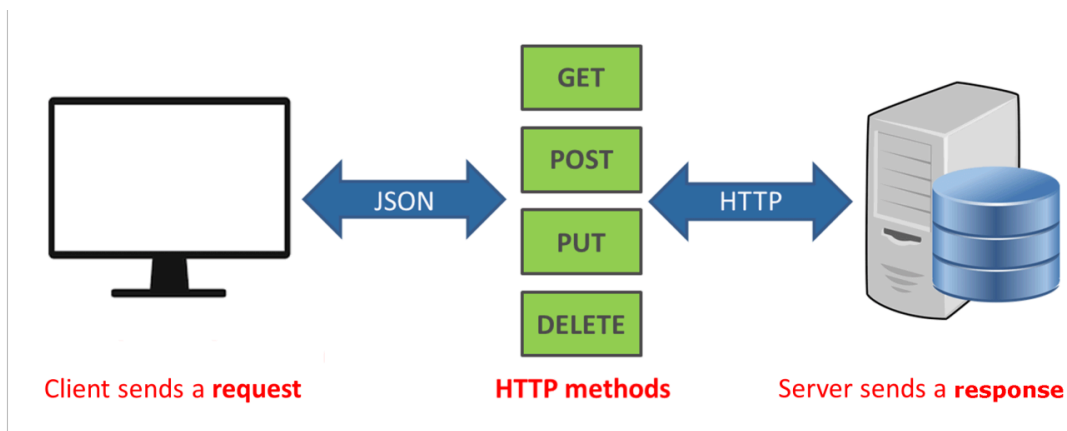 GET
POST
JSON
HTTP
PUT
DELETE
Client sends a request
HTTP methods
Server sends a response